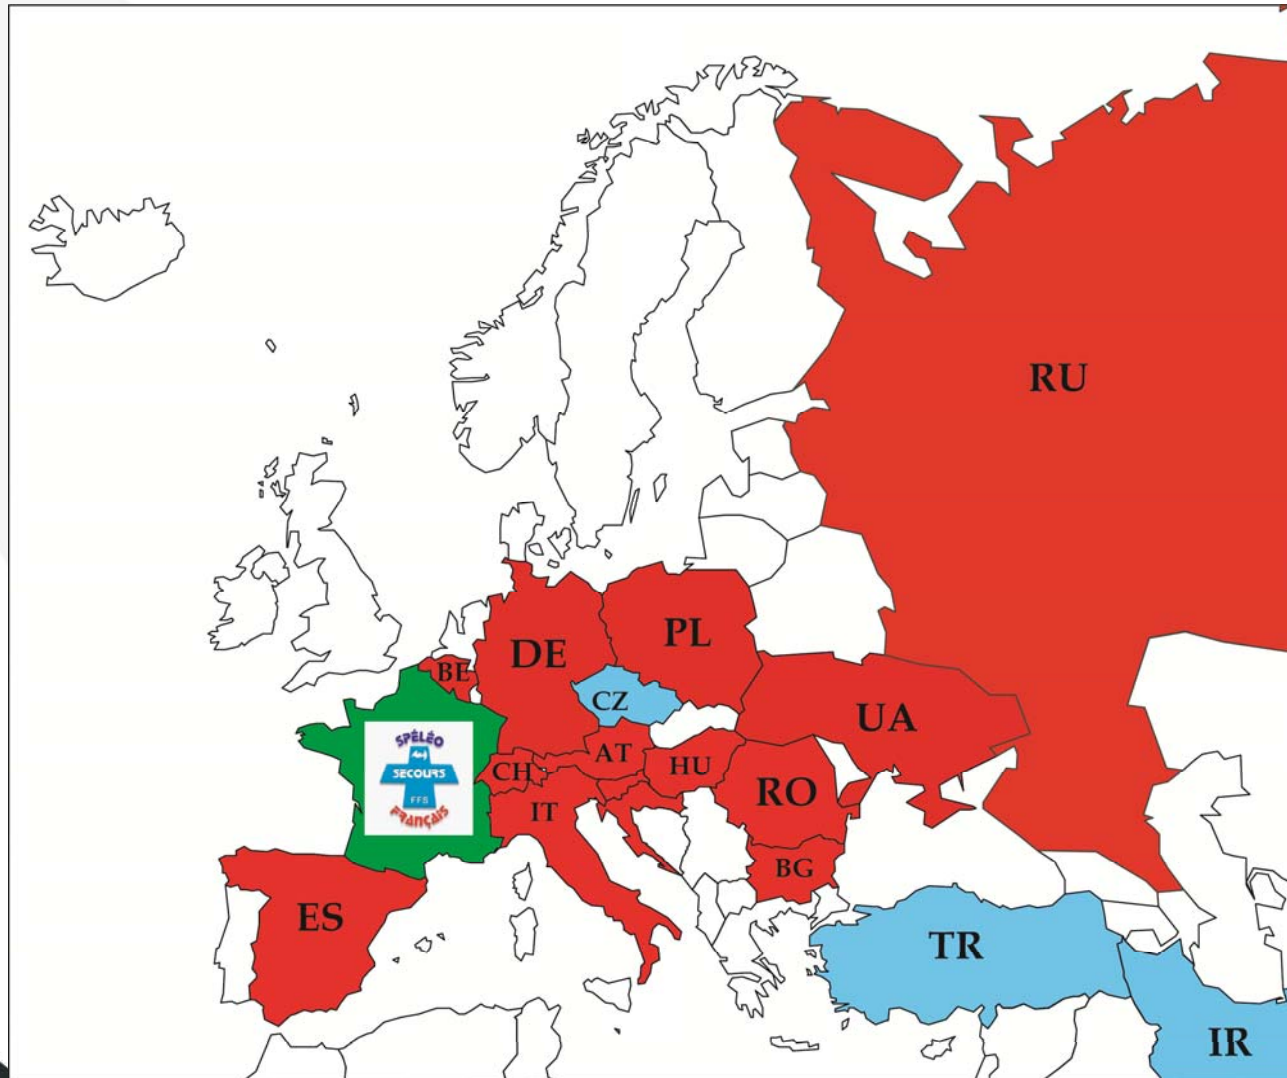 RU
PL
DE
BE
CZ
UA
SPÉLÉO
SECOURS
FFS
FRANÇAIS
AT
CH
HU
RO
IT
BG
ES
TR
IR